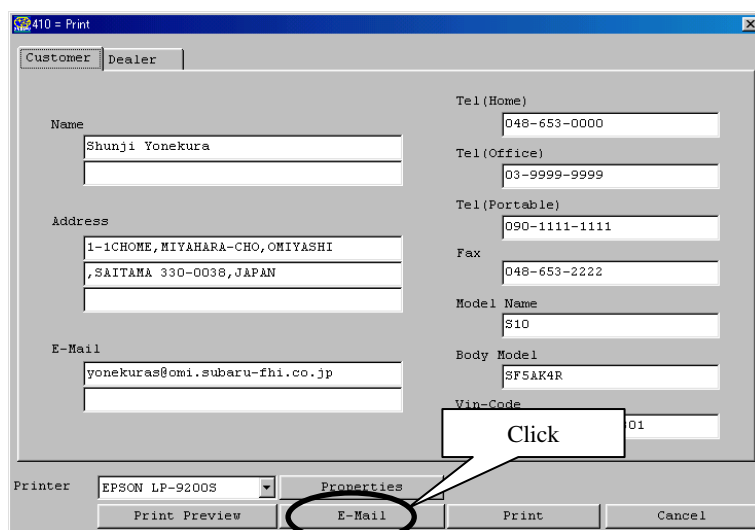 410 = Print
Customer
Dealer
Name
Shunji Yonekura
Address
1-1CHOME,MIYAHARA-CHO,OMIYASHI
,SAITAMA 330-0038,JAPAN
E-Mail
yonekuras@omi.subaru-fhi.co.jp
Tel(Home)
048-653-0000
Tel(Office)
03-9999-9999
Tel(Portable)
090-1111-1111
Fax
048-653-2222
Model Name
S10
Body Model
SF5AK4R
Vin-Code
301
Click
Printer
EPSON LP-9200S
Properties
Print Preview
E-Mail
Print
Cancel